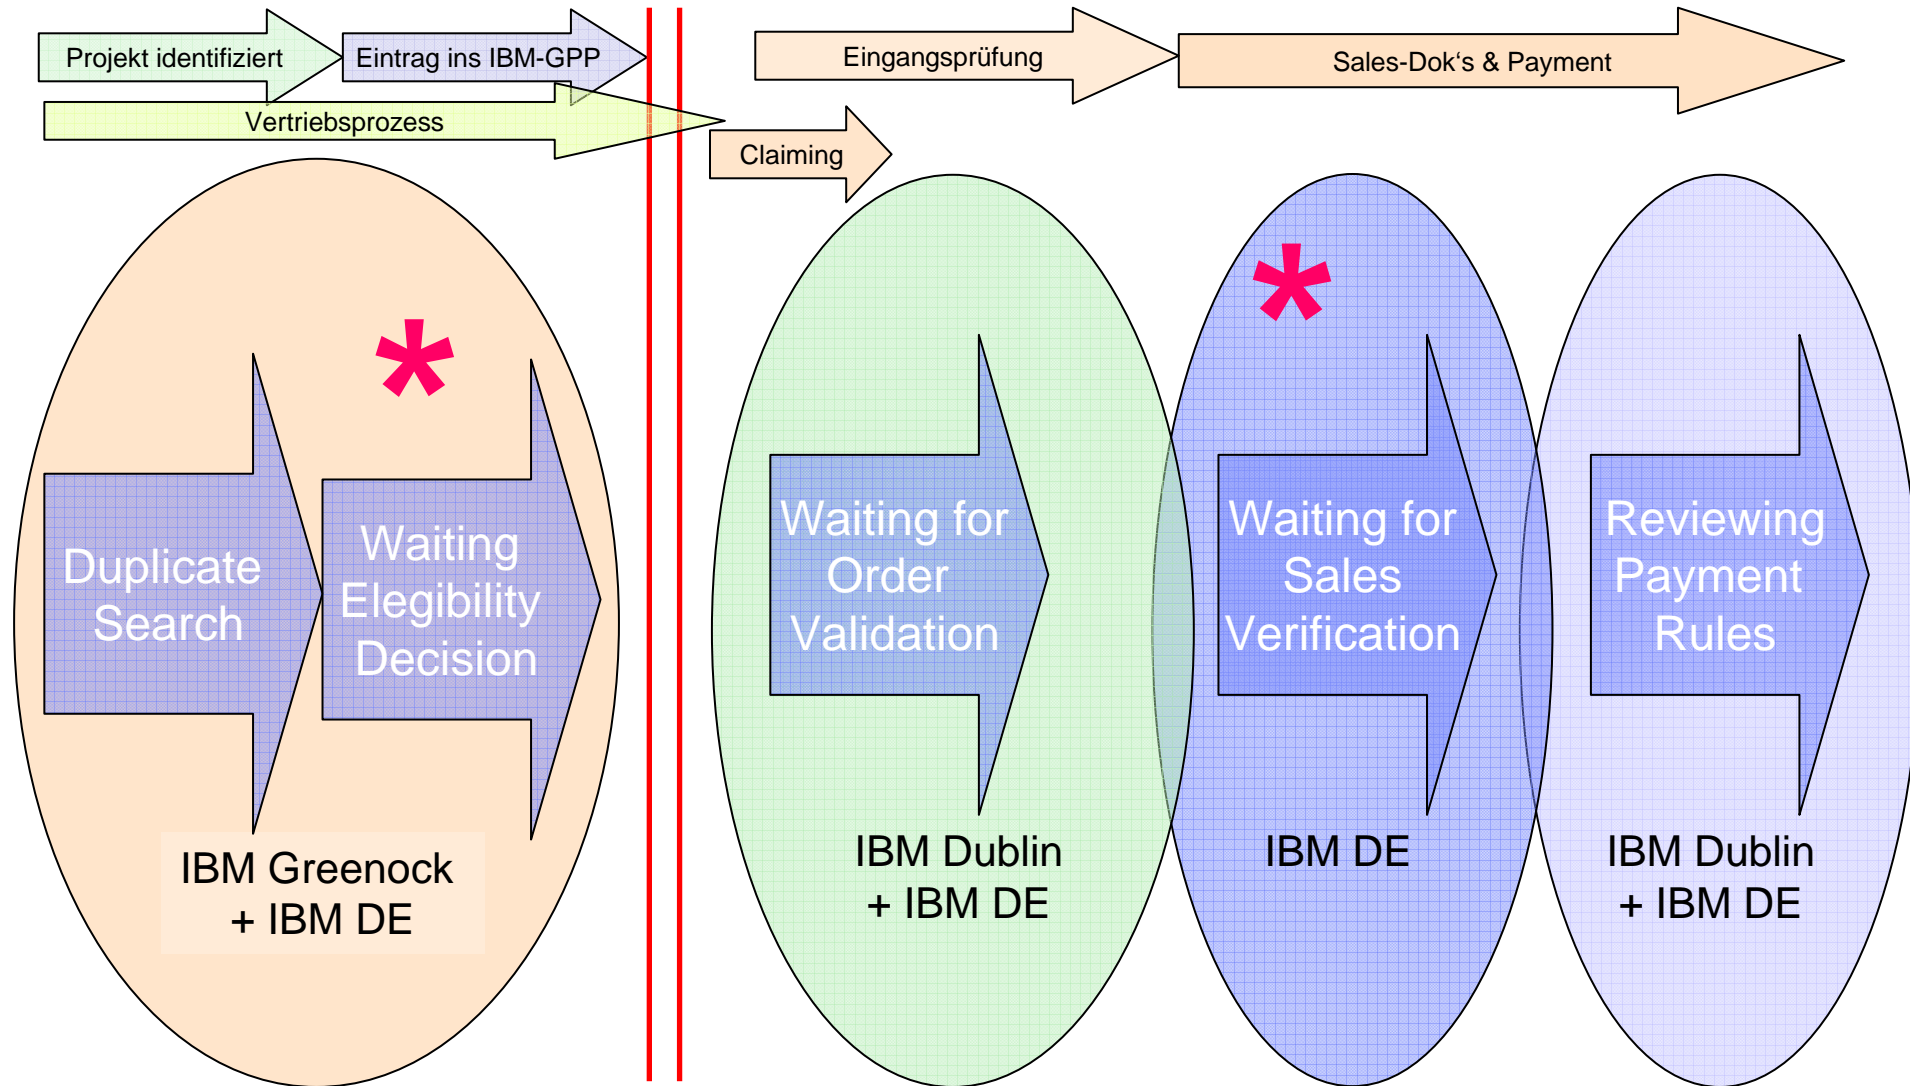 Projekt identifiziert
Eintrag ins IBM-GPP
Eingangsprüfung
Sales-Dok‘s & Payment
Vertriebsprozess
Claiming
*
*
Duplicate
Search
Waiting
Elegibility
Decision
Waiting for
Order
Validation
Waiting for
Sales
Verification
Reviewing
Payment
Rules
IBM Greenock
+ IBM DE
IBM Dublin
+ IBM DE
IBM DE
IBM Dublin
+ IBM DE